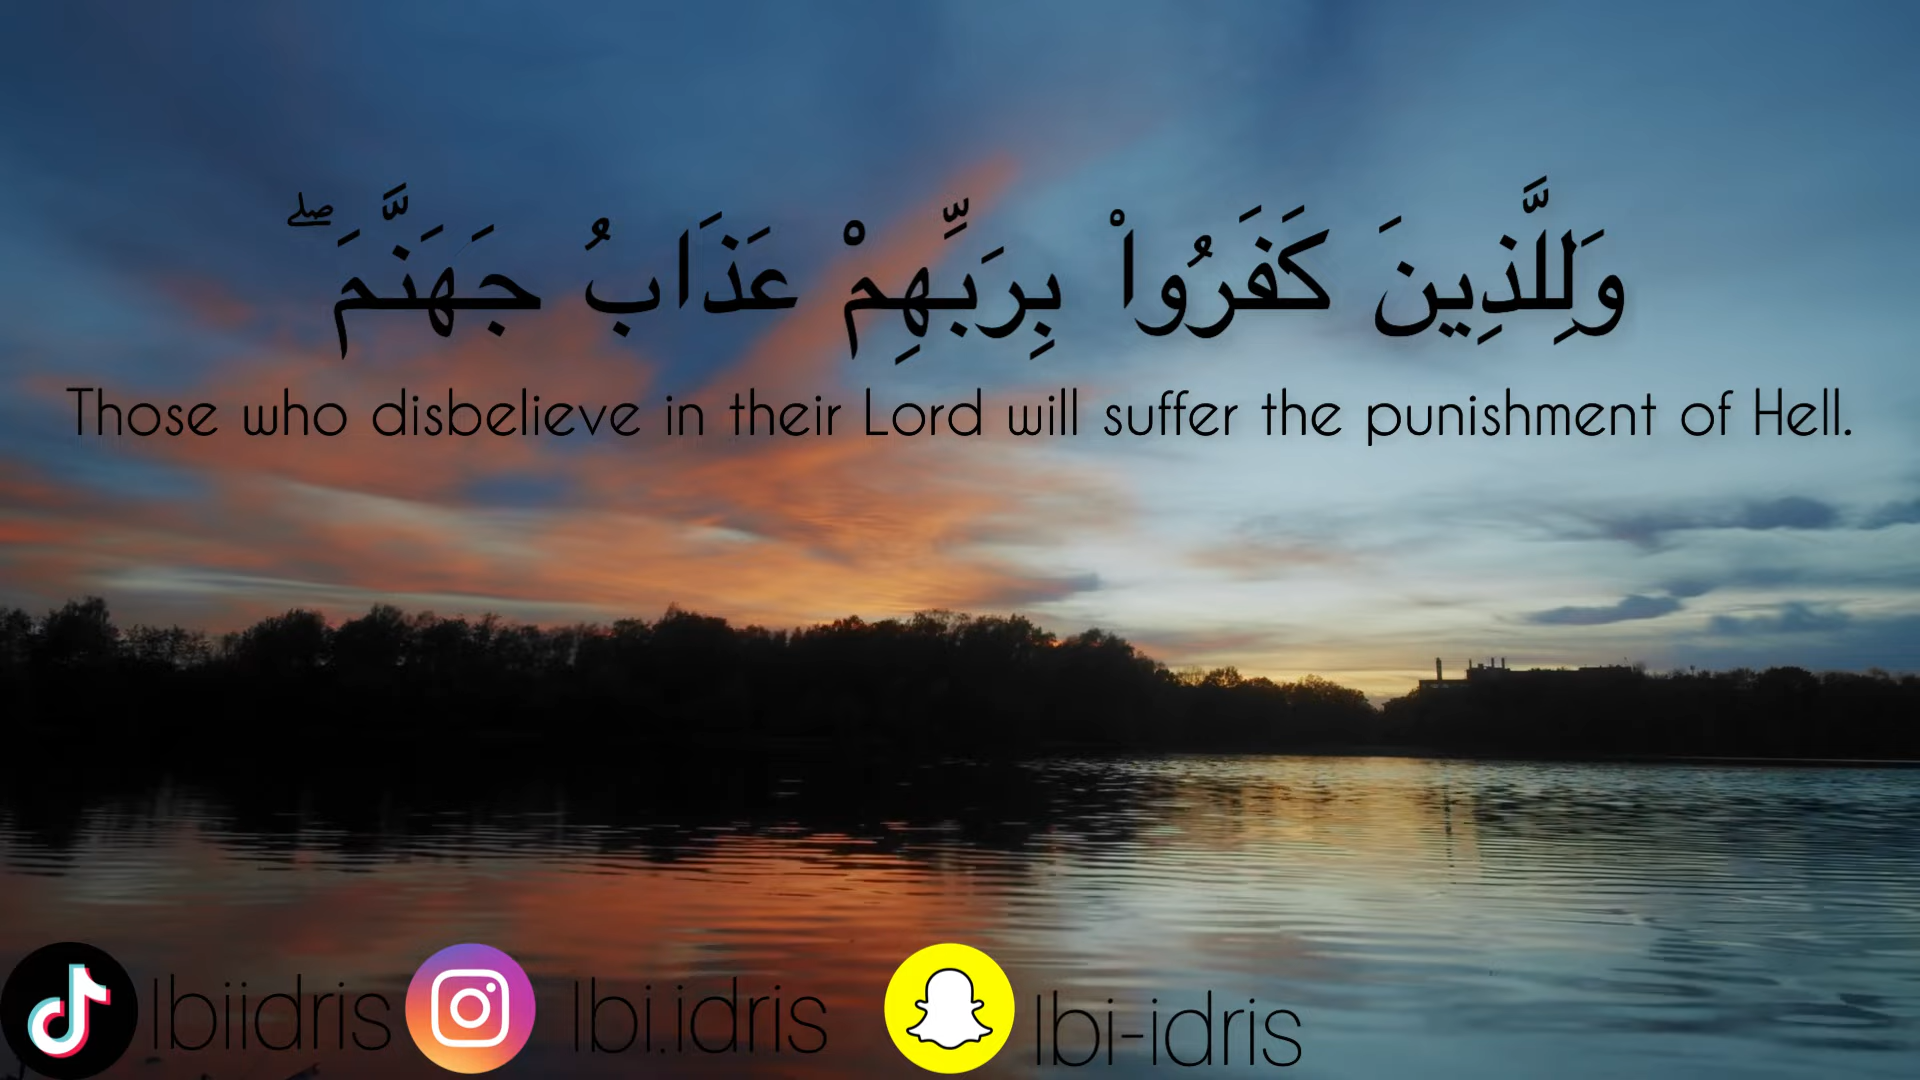 وَلِلَّذِينَ كَفَرُوا۟ بِرَبِّهِمْ عَذَابُ جَهَنَّمَ ۖ
Those who disbelieve in their Lord will suffer the punishment of Hell.
Ibiidris Ibi.idris Ibi-idris